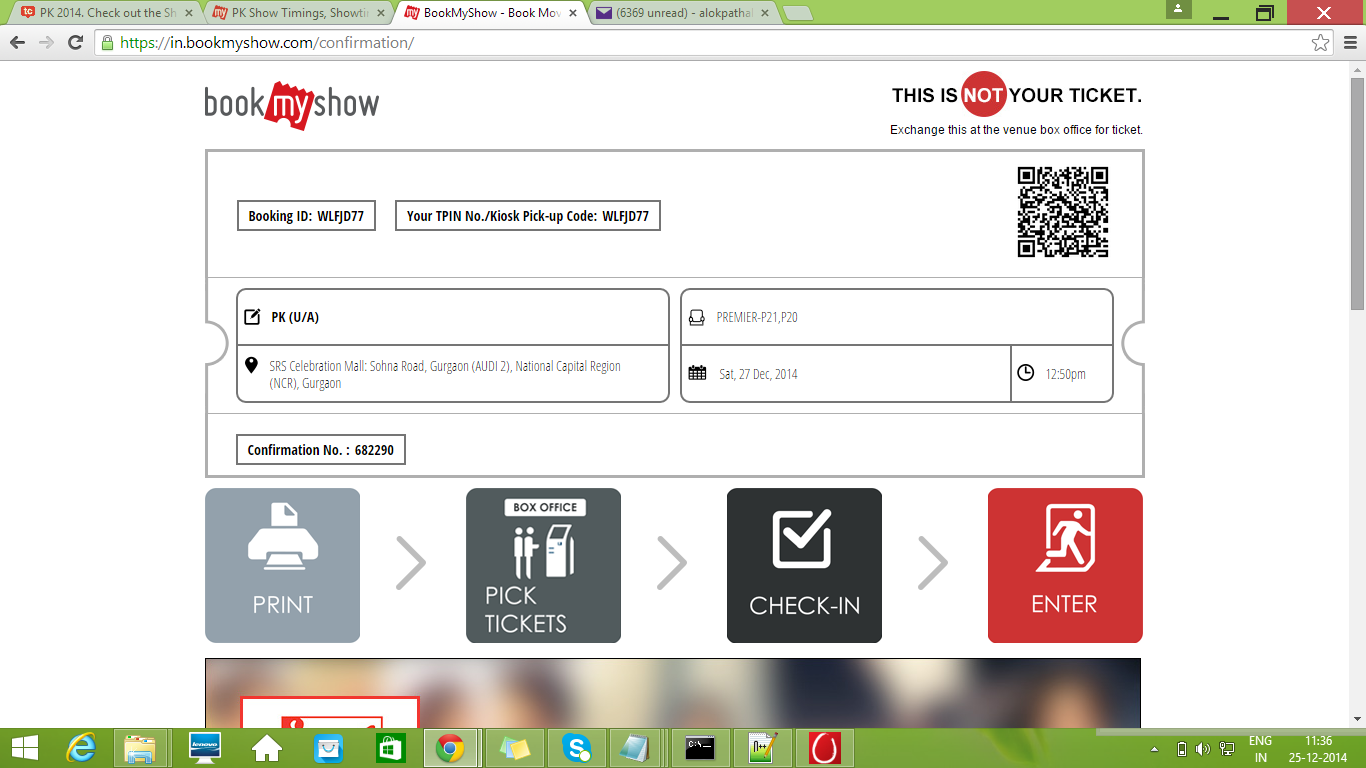 PK 2014. Check out the Sh
PK Show Timings, Showti
BookMyShow - Book Mov
(6369 unread) - alokpatha
https://in.bookmyshow.com/confirmation/
bookmyshow
THIS IS NOT YOUR TICKET.
Exchange this at the venue box office for ticket.
Booking ID: WLFJD77
Your TPIN No./Kiosk Pick-up Code: WLFJD77
PK (U/A)
PREMIER-P21,P20
SRS Celebration Mall: Sohna Road, Gurgaon (AUDI 2), National Capital Region
(NCR), Gurgaon
Sat, 27 Dec, 2014
12:50pm
Confirmation No. : 682290
PRINT
BOX OFFICE
PICK
TICKETS
CHECK-IN
ENTER
lenovo
C:\_
ENG
IN
11:36
25-12-2014